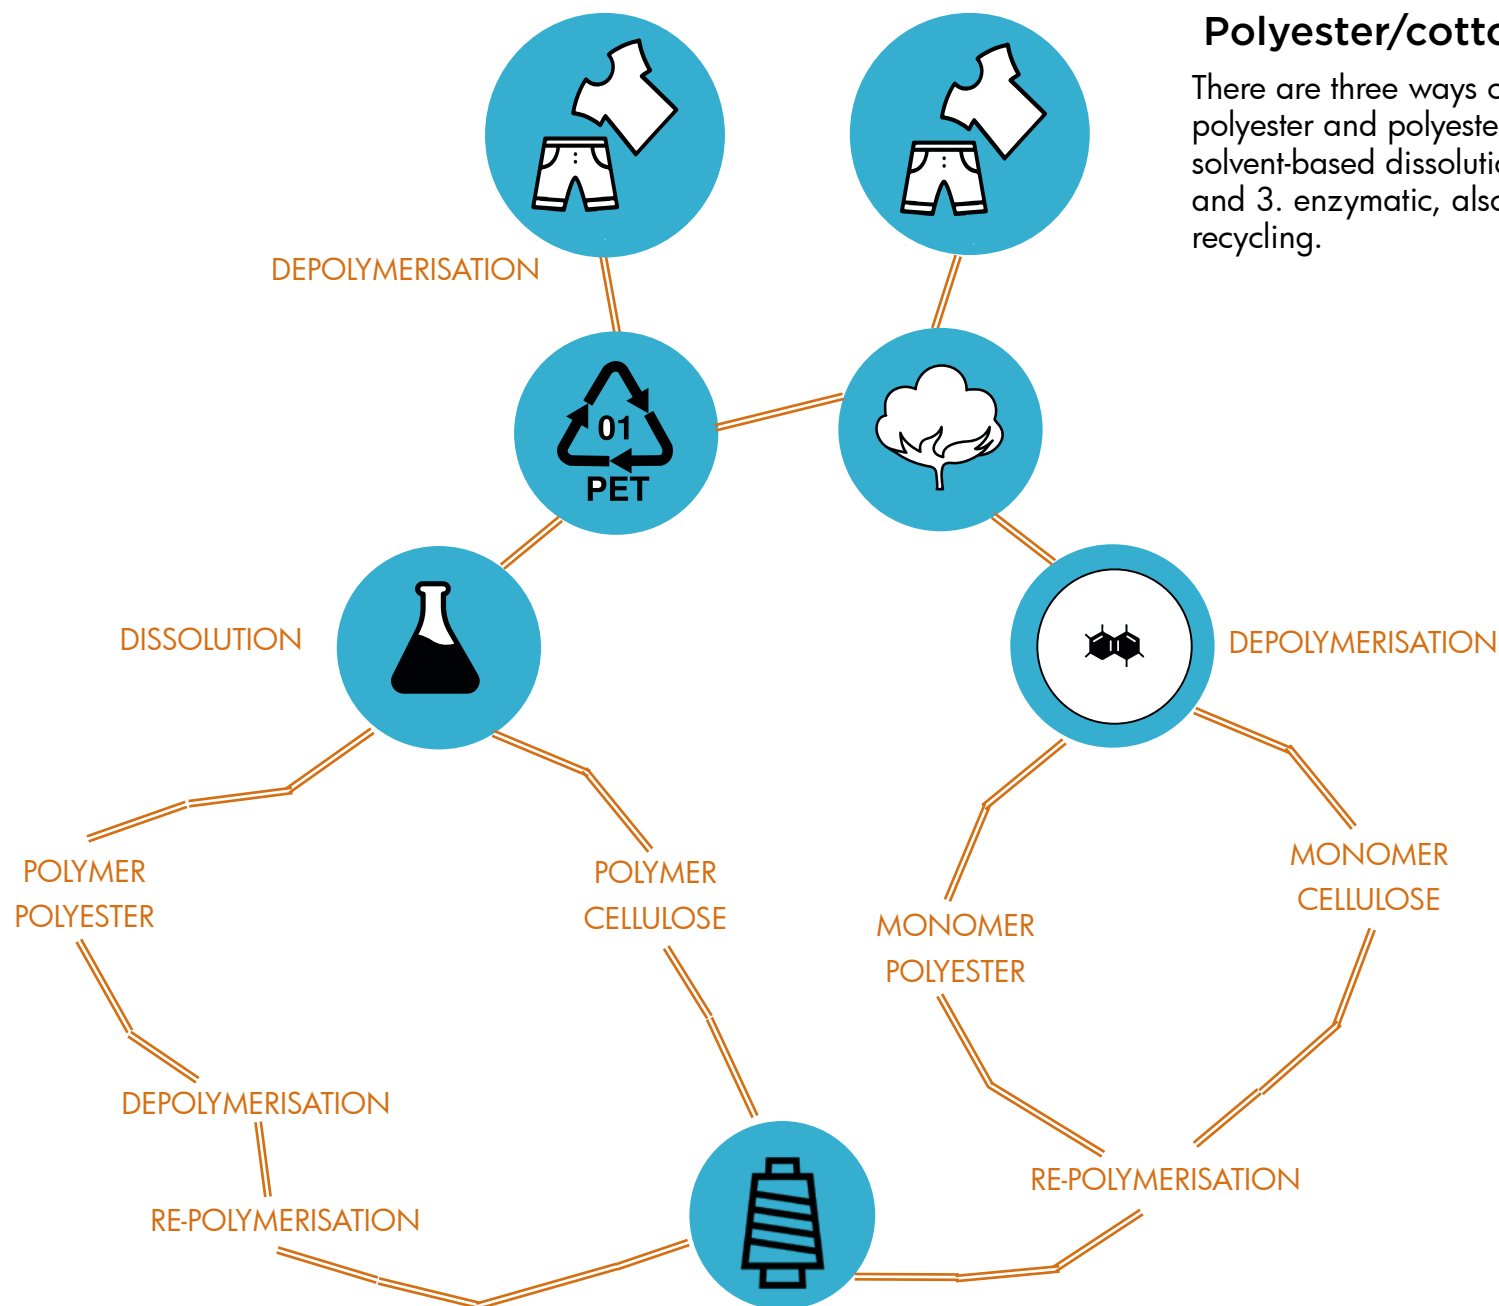 Polyester/cotto
There are three ways o
polyester and polyeste
solvent-based dissolutio
and 3. enzymatic, also
recycling.
DEPOLYMERISATION
01
PET
DISSOLUTION
DEPOLYMERISATION
POLYMER
POLYESTER
POLYMER
CELLULOSE
MONOMER
POLYESTER
MONOMER
CELLULOSE
DEPOLYMERISATION
RE-POLYMERISATION
RE-POLYMERISATION